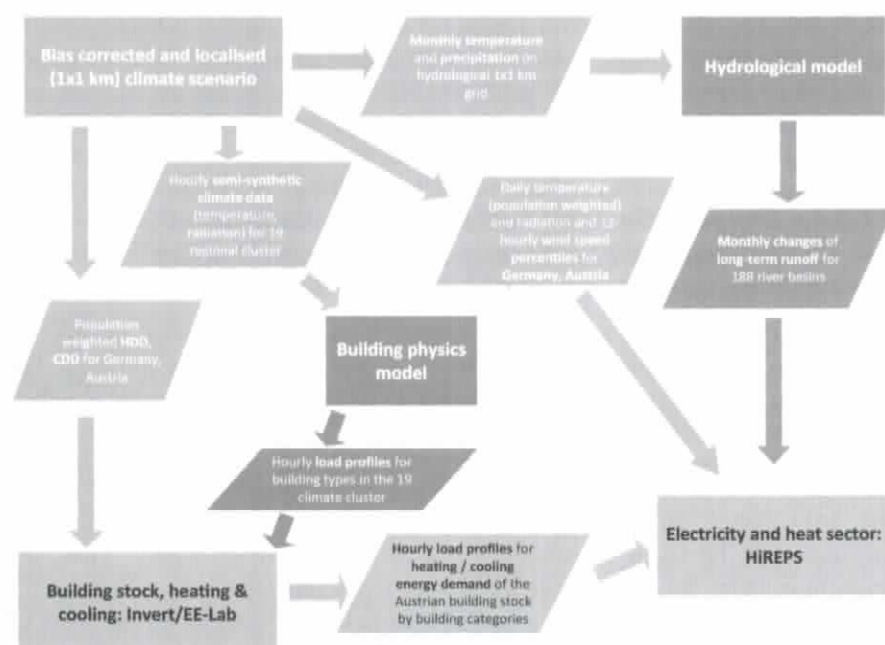 Bias corrected and localised
(1x1 km) climate scenario
Monthly temperature
and precipitation in
hydrological 1x1 km
grid
Hydrological model
Hourly semi-synthetic
climate data
(temperature,
radiation) for 19
regional cluster
Daily temperature
(population weighted)
and radiation and 12-
hourly wind speed
percentiles for
Germany, Austria
Monthly changes of
long-term runoff for
188 river basins
Population
weighted HDD,
CDD for Germany,
Austria
Building physics
model
Hourly load profiles for
building types in the 19
climate cluster
Building stock, heating &
cooling: Invert/EE-Lab
Hourly load profiles for
heating / cooling
energy demand of the
Austrian building stock
by building categories
Electricity and heat sector:
HiREPS